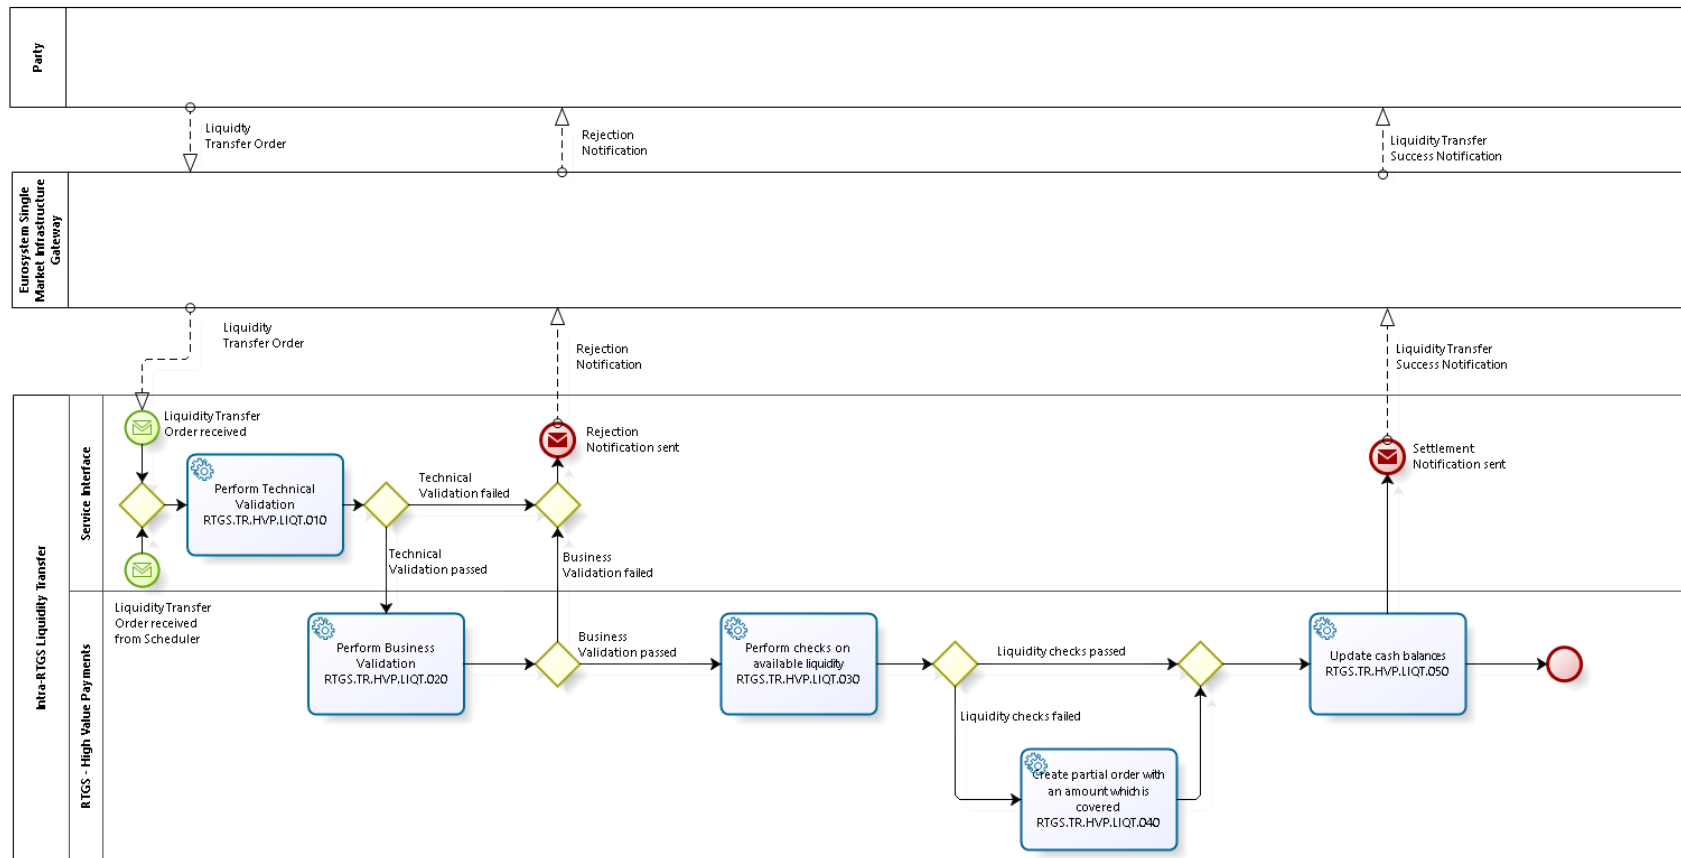 Party
Liquidty
Transfer Order
Rejection
Notification
Liquidity Transfer
Success Notification
Eurosystem Single
Market Infrastructure
Gateway
Liquidity
Transfer Order
Rejection
Notification
Liquidity Transfer
Success Notification
Intra-RTGS Liquidity Transfer
Service Interface
Liquidity Transfer
Order received
Rejection
Notification sent
Settlement
Notification sent
Perform Technical
Validation
RTGS.TR.HVP.LIQT.010
Technical
Validation failed
Technical
Validation passed
Business
Validation failed
Liquidity Transfer
Order received
from Scheduler
RTGS - High Value Payments
Perform Business
Validation
RTGS.TR.HVP.LIQT.020
Business
Validation passed
Perform checks on
available liquidity
RTGS.TR.HVP.LIQT.030
Liquidity checks passed
Liquidity checks failed
Create partial order with
an amount which is
covered
RTGS.TR.HVP.LIQT.040
Update cash balances
RTGS.TR.HVP.LIQT.050